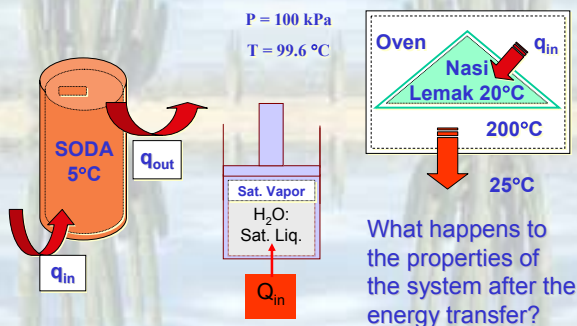 P = 100 kPa
T = 99.6 °C
SODA
5°C
qout
qin
Sat. Vapor
H2O:
Sat. Liq.
Qin
Oven
qin
Nasi
Lemak 20°C
200°C
25°C
What happens to
the properties of
the system after the
energy transfer?